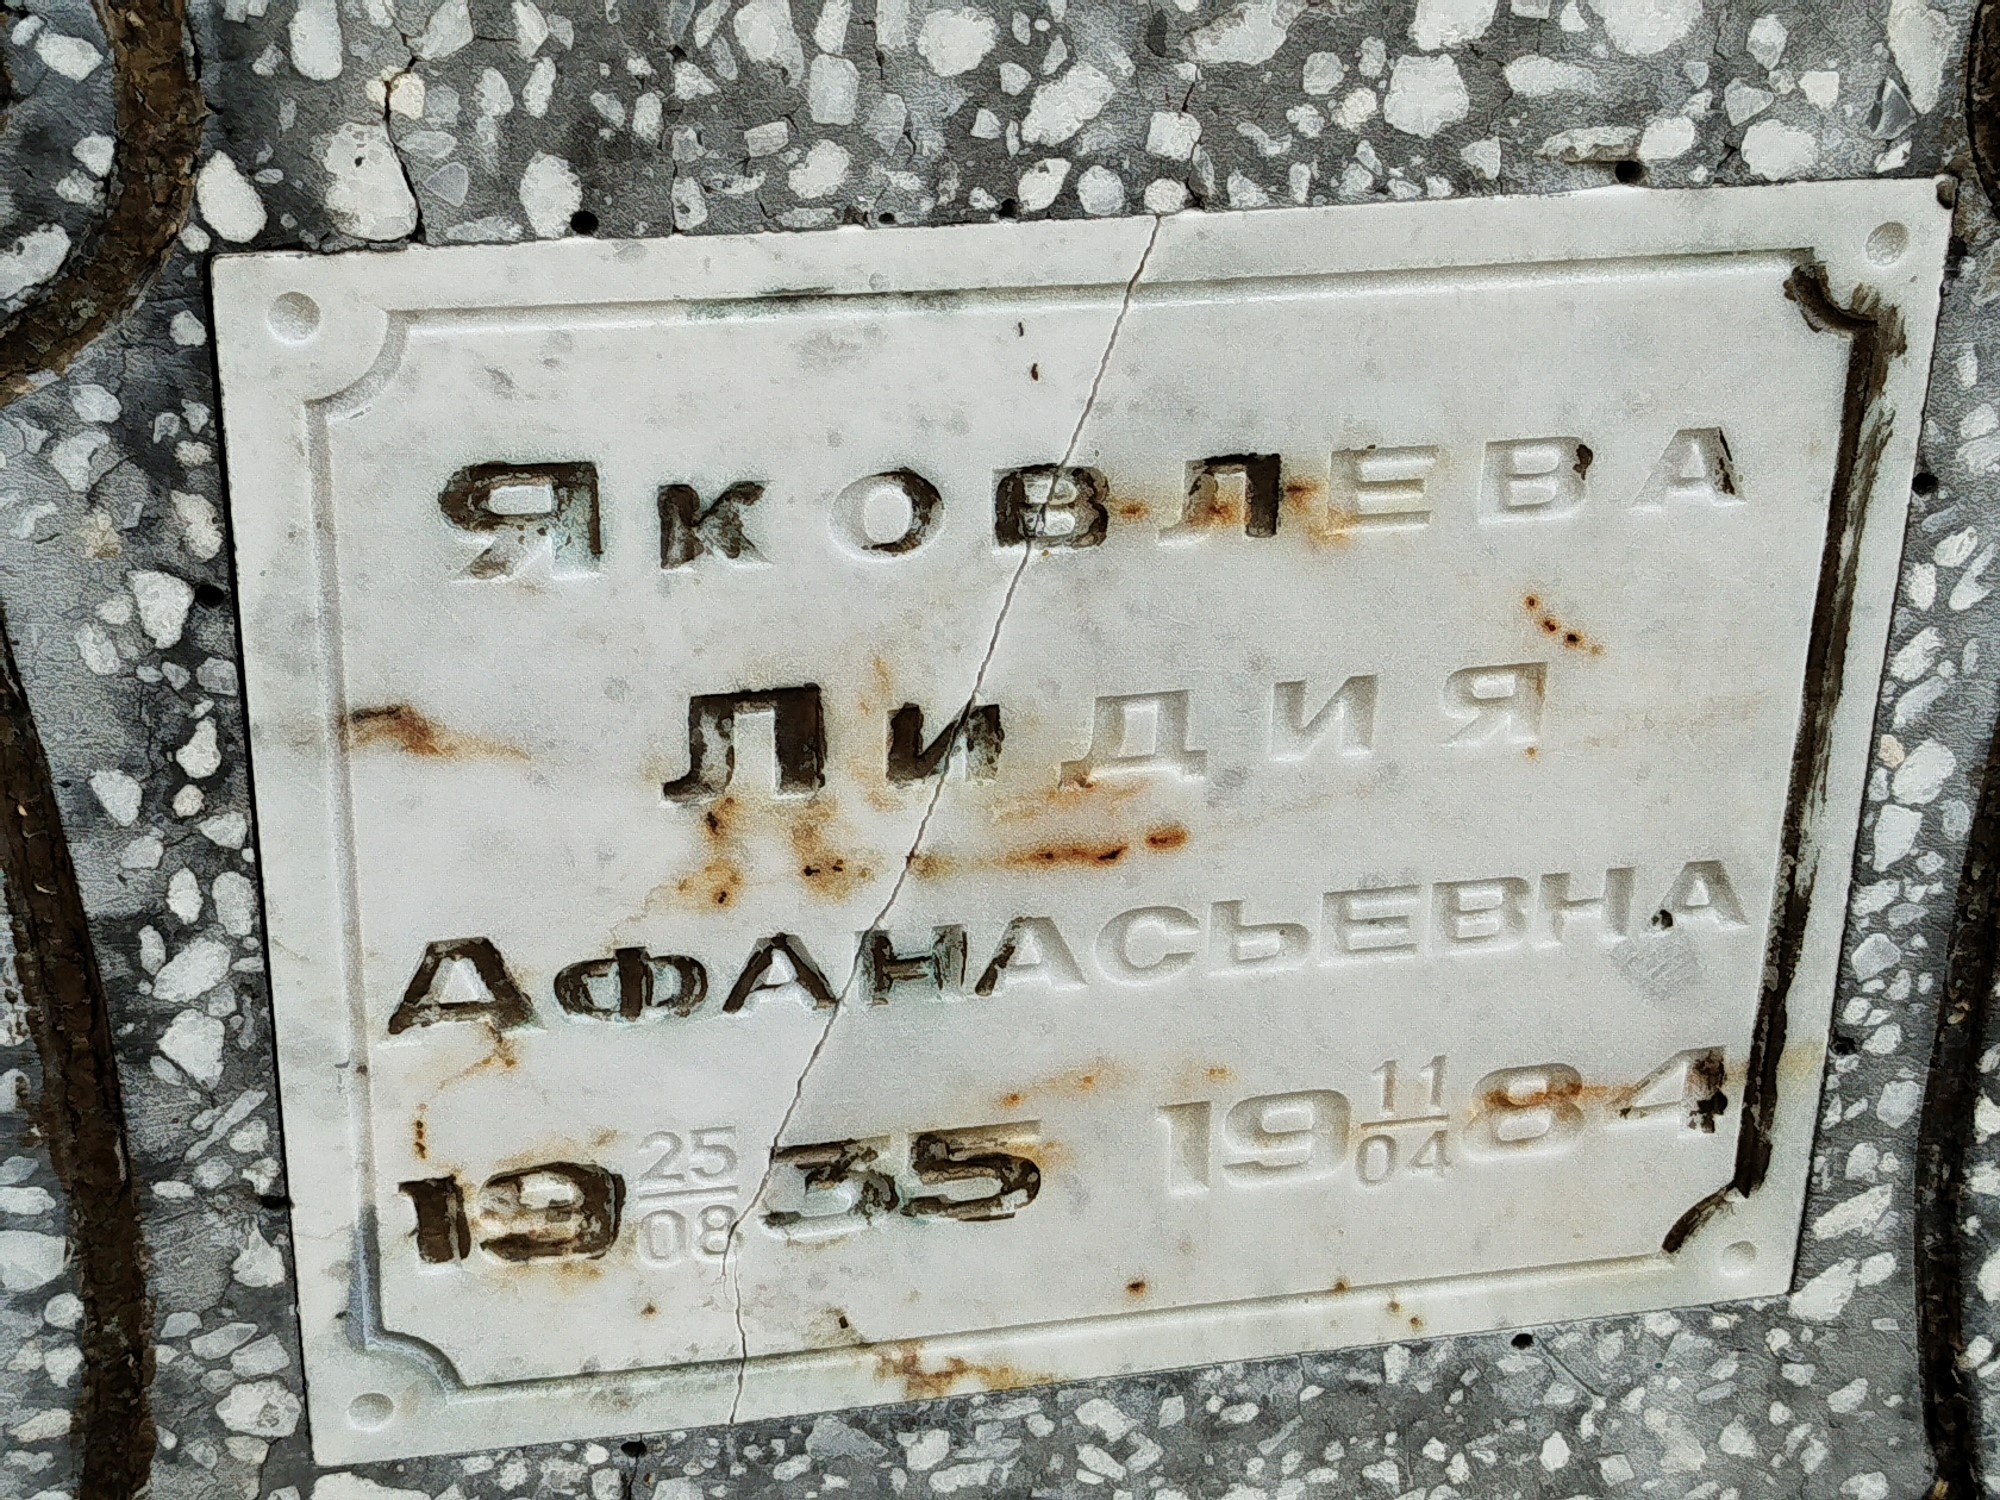 Яковлева
Лидия
Афанасьевна
19 25/08 35 19 11/04 84